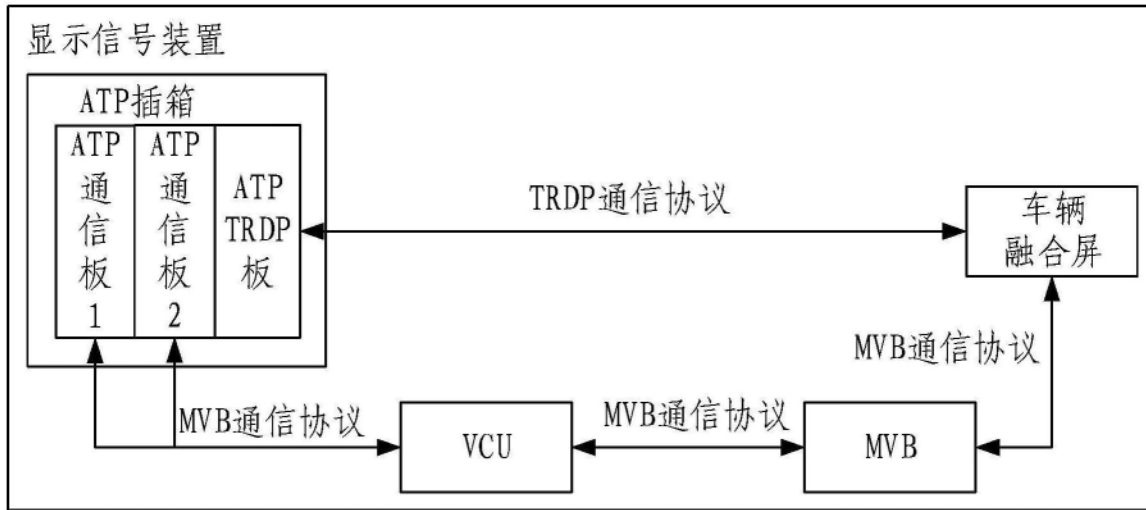 显示信号装置
ATP插箱
ATP
通
信
板
1
ATP
通
信
板
2
ATP
TRDP
板
TRDP通信协议
车辆
融合屏
MVB通信协议
MVB通信协议
VCU
MVB通信协议
MVB